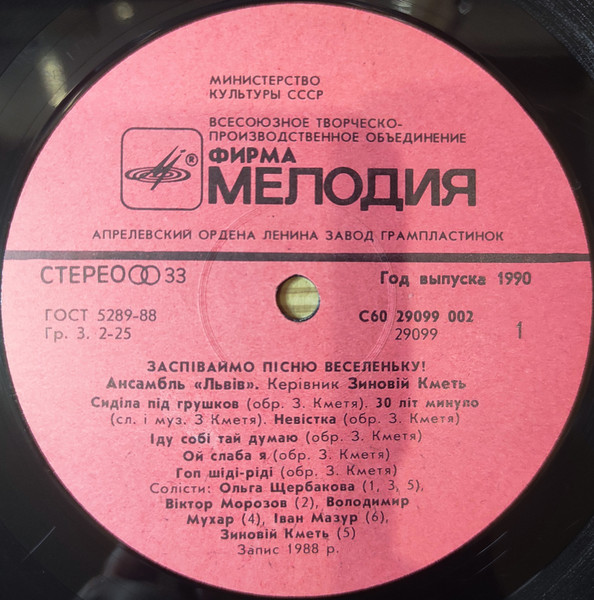 МИНИСТЕРСТВО
КУЛЬТУРЫ СССР
ВСЕСОЮЗНОЕ ТВОРЧЕСКО-
ПРОИЗВОДСТВЕННОЕ ОБЪЕДИНЕНИЕ
®
ФИРМА
МЕЛОДИЯ
АПРЕЛЕВСКИЙ ОРДЕНА ЛЕНИНА ЗАВОД ГРАМПЛАСТИНОК
СТЕРЕО 33 Год выпуска 1990
ГОСТ 5289-88 С60 29099 002
Гр. 3. 2-25 29099 1
ЗАСПІВАЙМО ПІСНЮ ВЕСЕЛЕНЬКУ!
Ансамбль «Львів». Керівник Зиновій Кметь
Сиділа під грушков (обр. З. Кметя). 30 літ минуло
(сл. і муз. З Кметя). Невістка (обр. З. Кметя)
Іду собі тай думаю (обр. З. Кметя)
Ой слаба я (обр. З. Кметя)
Гоп шіді-ріді (обр. З. Кметя)
Солісти: Ольга Щербакова (1, 3, 5),
Віктор Морозов (2), Володимир
Мухар (4), Іван Мазур (6),
Зиновій Кметь (5)
Запис 1988 р.